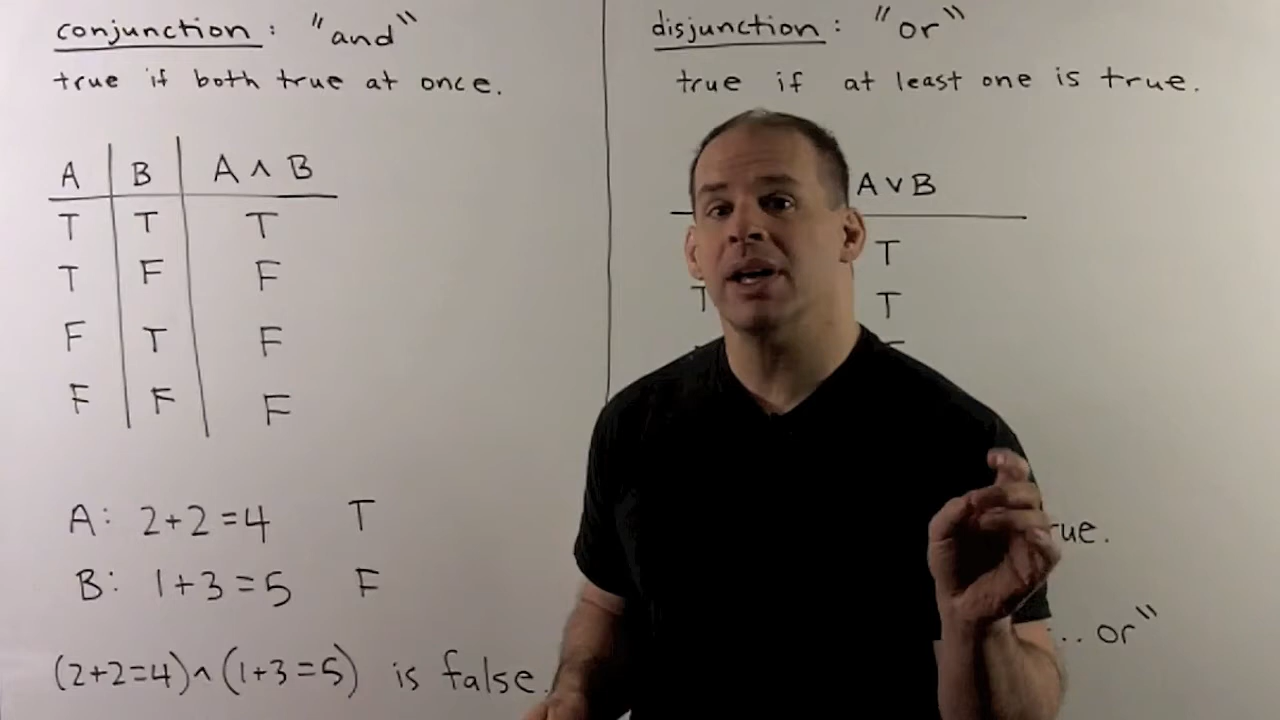 conjunction: "and"
true if both true at once.
A B A ∧ B
T T T
T F F
F T F
F F F
A: 2+2=4 T
B: 1+3=5 F
(2+2=4)∧(1+3=5) is false.
disjunction: "or"
true if at least one is true.
A∨B
T
T T
.. or"